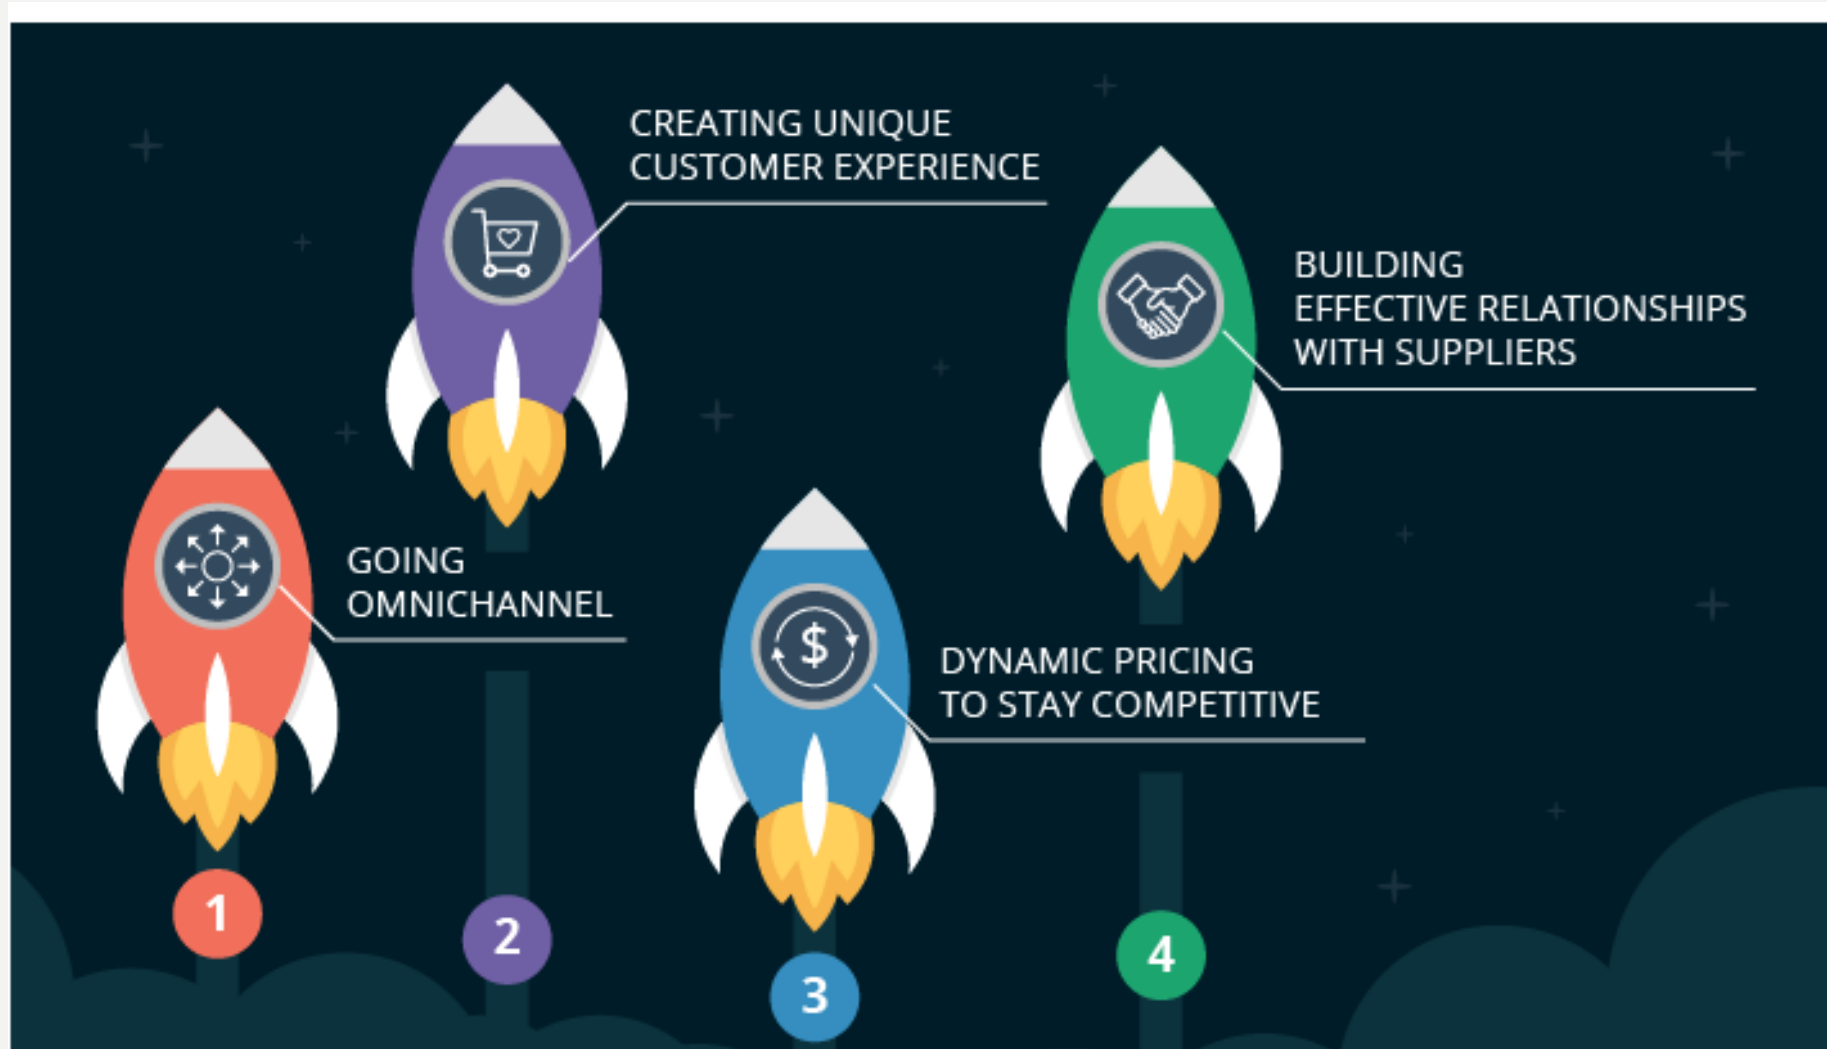 CREATING UNIQUE
CUSTOMER EXPERIENCE
BUILDING
EFFECTIVE RELATIONSHIPS
WITH SUPPLIERS
GOING
OMNICHANNEL
$
DYNAMIC PRICING
TO STAY COMPETITIVE
1
2
3
4